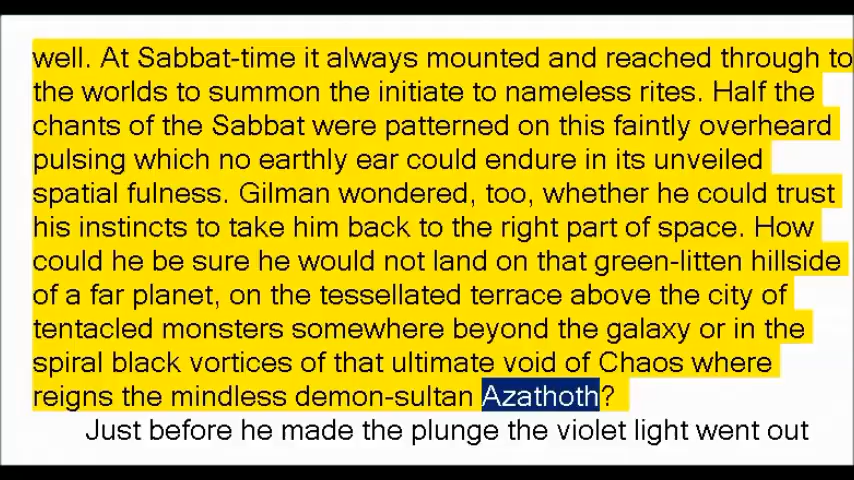 well. At Sabbat-time it always mounted and reached through to
the worlds to summon the initiate to nameless rites. Half the
chants of the Sabbat were patterned on this faintly overheard
pulsing which no earthly ear could endure in its unveiled
spatial fulness. Gilman wondered, too, whether he could trust
his instincts to take him back to the right part of space. How
could he be sure he would not land on that green-litten hillside
of a far planet, on the tessellated terrace above the city of
tentacled monsters somewhere beyond the galaxy or in the
spiral black vortices of that ultimate void of Chaos where
reigns the mindless demon-sultan Azathoth?
Just before he made the plunge the violet light went out